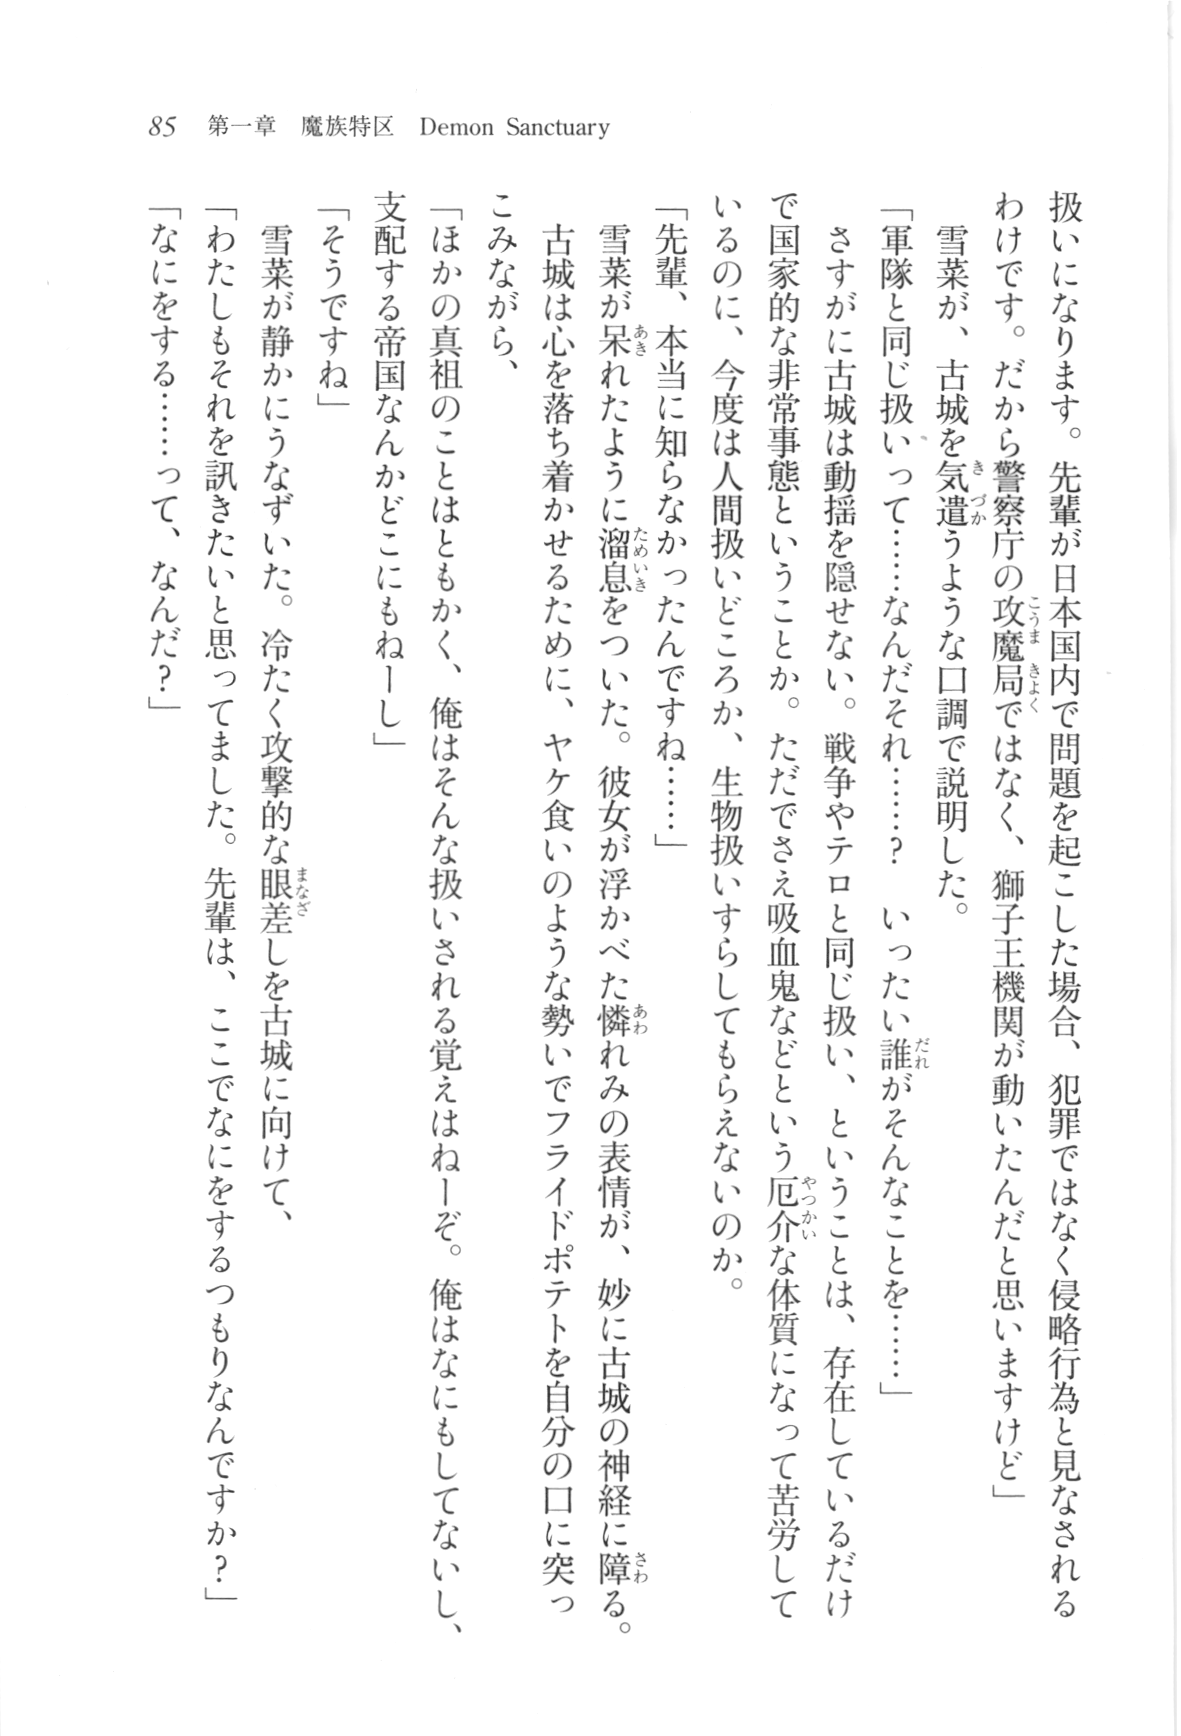 85　第一章　魔族特区　Demon Sanctuary
扱いになります。先輩が日本国内で問題を起こした場合、犯罪ではなく侵略行為と見なされる
わけです。だから警察庁の攻魔局ではなく、獅子王機関が動いたんだと思いますけど」
　雪菜が、古城を気遣うような口調で説明した。
「軍隊と同じ扱いって……なんだそれ……？　いったい誰がそんなことを……」
　さすがに古城は動揺を隠せない。戦争やテロと同じ扱い、ということは、存在しているだけ
で国家的な非常事態ということか。ただでさえ吸血鬼などという厄介な体質になって苦労して
いるのに、今度は人間扱いどころか、生物扱いすらしてもらえないのか。
「先輩、本当に知らなかったんですね……」
　雪菜が呆れたように溜息をついた。彼女が浮かべた憐れみの表情が、妙に古城の神経に障る。
　古城は心を落ち着かせるために、ヤケ食いのような勢いでフライドポテトを自分の口に突っ
こみながら、
「ほかの真祖のことはともかく、俺はそんな扱いされる覚えはねーぞ。俺はなにもしてないし、
支配する帝国なんかどこにもねーし」
「そうですね」
　雪菜が静かにうなずいた。冷たく攻撃的な眼差しを古城に向けて、
「わたしもそれを訊きたいと思ってました。先輩は、ここでなにをするつもりなんですか？」
「なにをする……って、なんだ？」